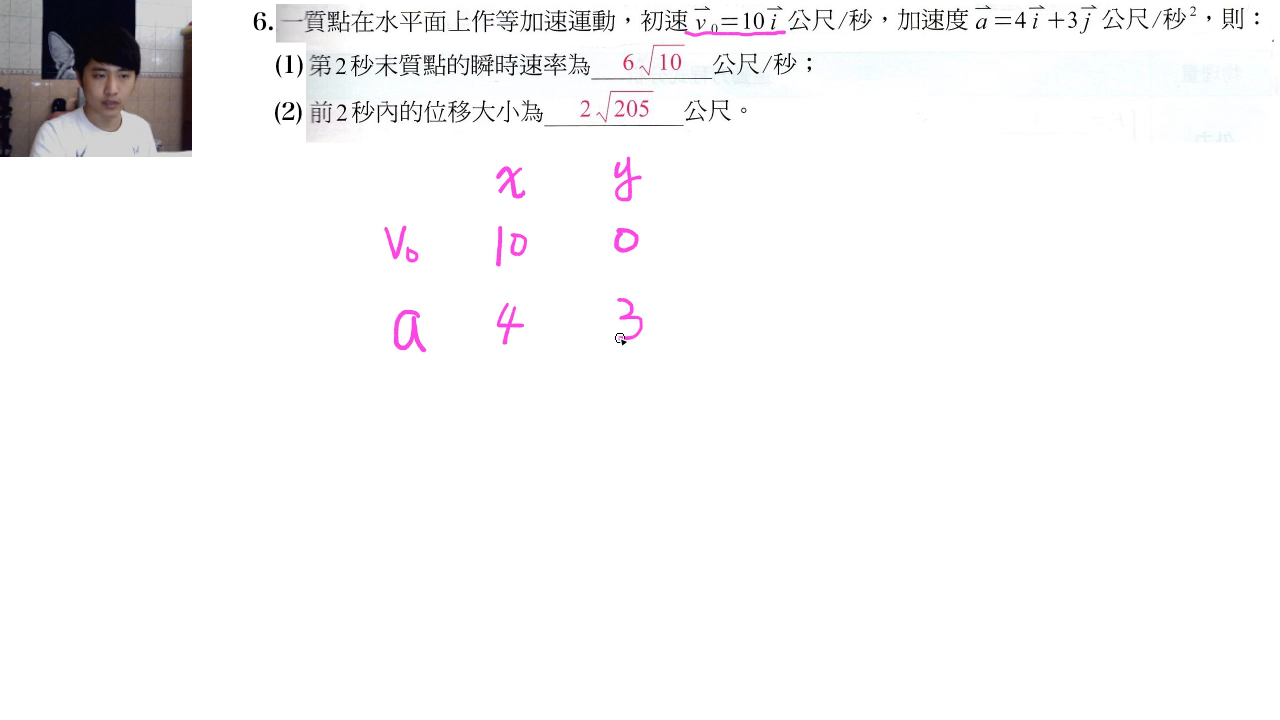 6. 一質點在水平面上作等加速運動，初速 v⃗₀=10 i⃗ 公尺/秒，加速度 a⃗=4 i⃗+3 j⃗ 公尺/秒²，則：
(1) 第2秒末質點的瞬時速率為 6√10 公尺/秒；
(2) 前2秒內的位移大小為 2√205 公尺。
x y
V₀ 10 0
a 4 3